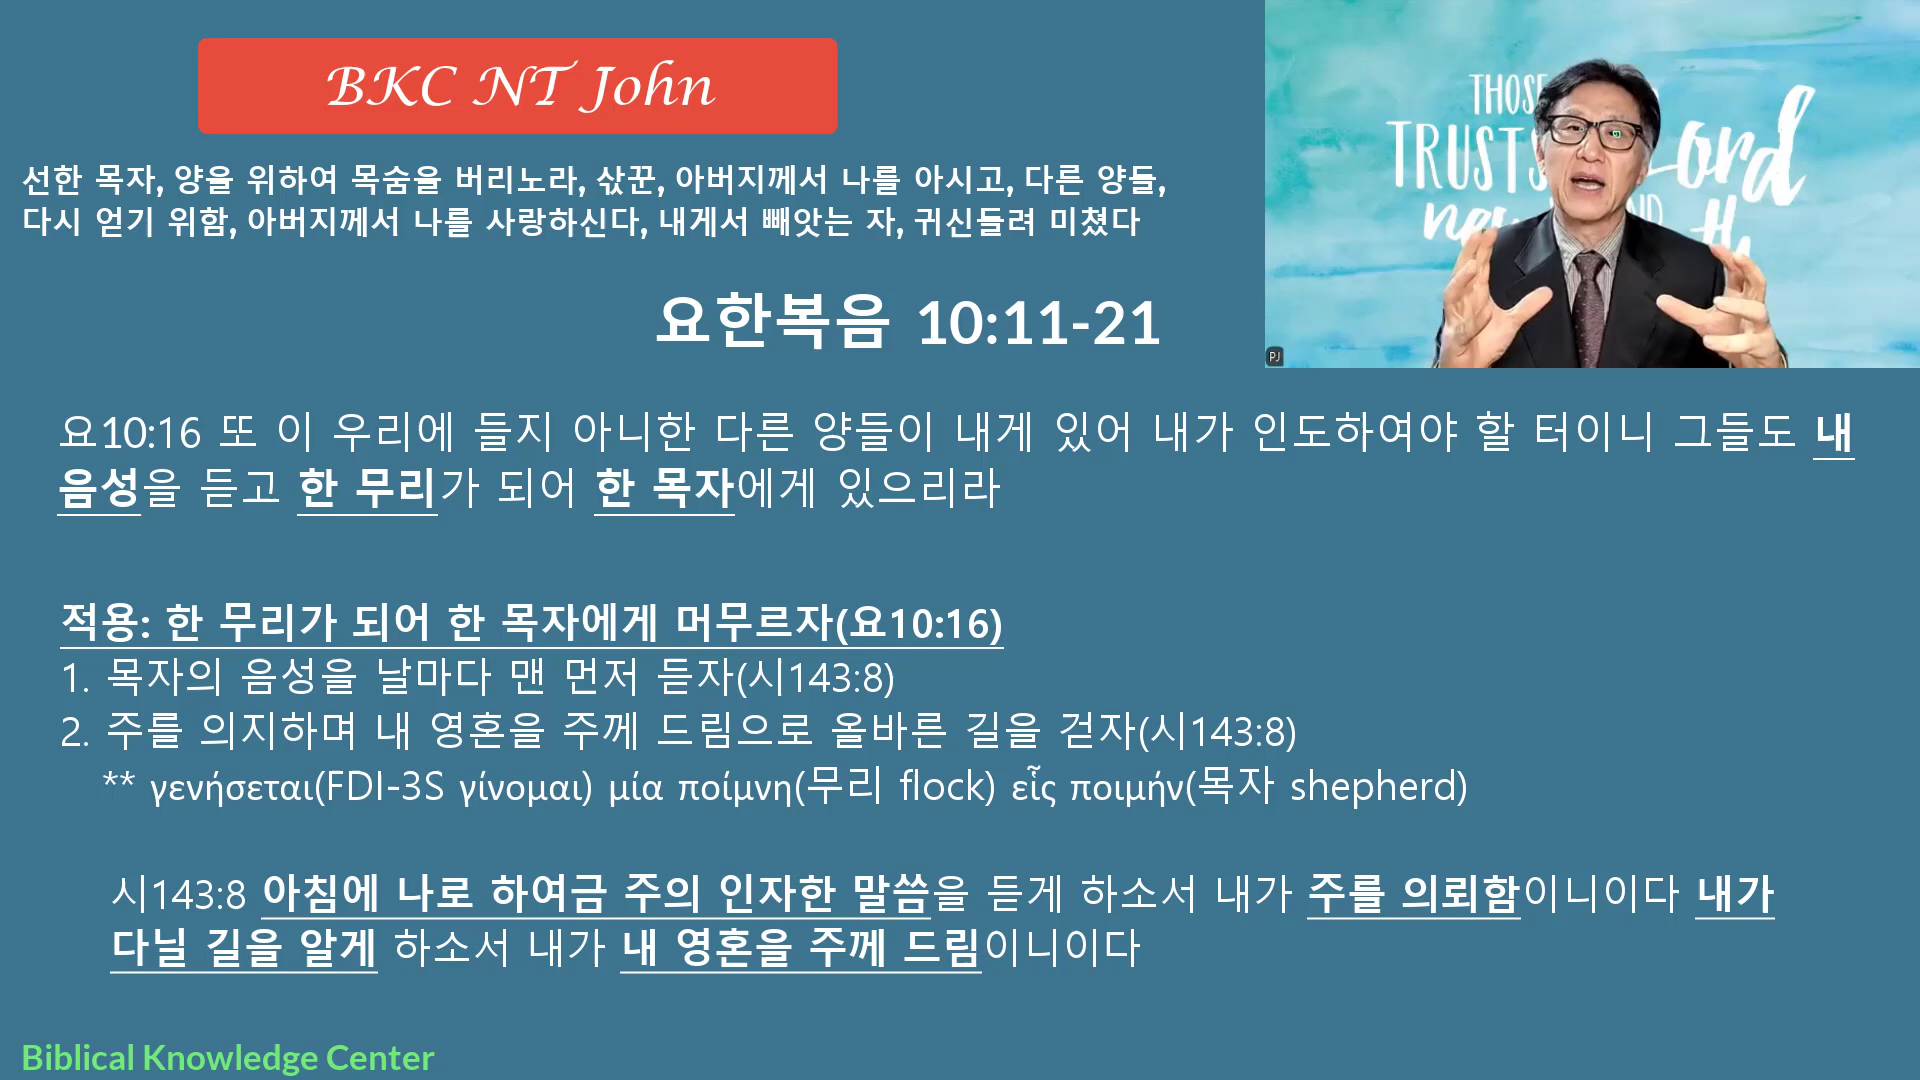 BKC NT John
선한 목자, 양을 위하여 목숨을 버리노라, 삯꾼, 아버지께서 나를 아시고, 다른 양들,
다시 얻기 위함, 아버지께서 나를 사랑하신다, 내게서 빼앗는 자, 귀신들려 미쳤다
THOSE
TRUST
ord
PJ
요한복음 10:11-21
요10:16 또 이 우리에 들지 아니한 다른 양들이 내게 있어 내가 인도하여야 할 터이니 그들도 내
음성을 듣고 한 무리가 되어 한 목자에게 있으리라
적용: 한 무리가 되어 한 목자에게 머무르자(요10:16)
1. 목자의 음성을 날마다 맨 먼저 듣자(시143:8)
2. 주를 의지하며 내 영혼을 주께 드림으로 올바른 길을 걷자(시143:8)
** γενήσεται(FDI-3S γίνομαι) μία ποίμνη(무리 flock) εἷς ποιμήν(목자 shepherd)
시143:8 아침에 나로 하여금 주의 인자한 말씀을 듣게 하소서 내가 주를 의뢰함이니이다 내가
다닐 길을 알게 하소서 내가 내 영혼을 주께 드림이니이다
Biblical Knowledge Center